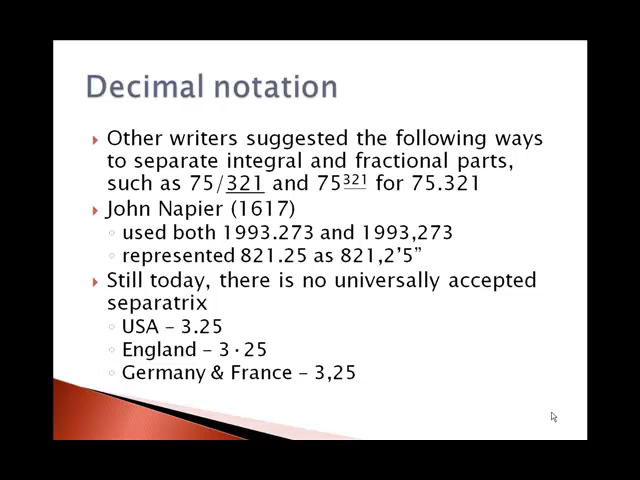 Decimal notation
Other writers suggested the following ways
to separate integral and fractional parts,
such as 75/321 and 75321 for 75.321
John Napier (1617)
used both 1993.273 and 1993,273
represented 821.25 as 821,2’5”
Still today, there is no universally accepted
separatrix
USA – 3.25
England – 3·25
Germany & France – 3,25